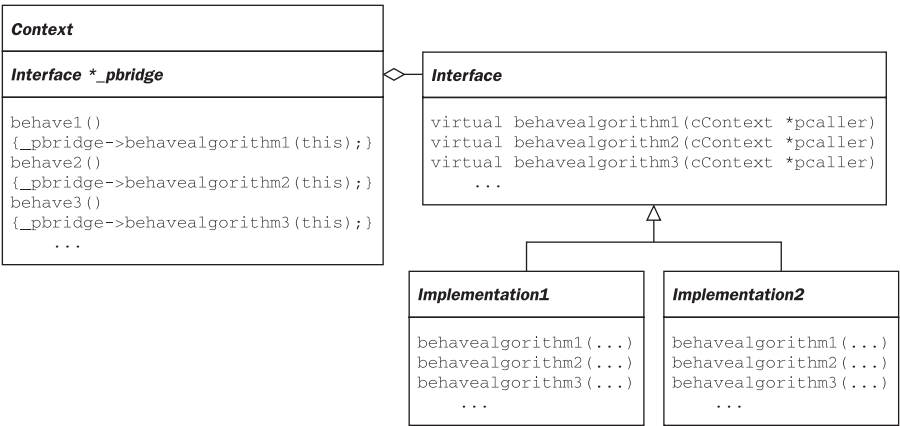 Context
Interface *_pbridge
behave1()
{_pbridge->behavealgorithm1(this);}
behave2()
{_pbridge->behavealgorithm2(this);}
behave3()
{_pbridge->behavealgorithm3(this);}
...
Interface
virtual behavealgorithm1(cContext *pcaller)
virtual behavealgorithm2(cContext *pcaller)
virtual behavealgorithm3(cContext *pcaller)
...
Implementation1
behavealgorithm1(...)
behavealgorithm2(...)
behavealgorithm3(...)
...
Implementation2
behavealgorithm1(...)
behavealgorithm2(...)
behavealgorithm3(...)
...